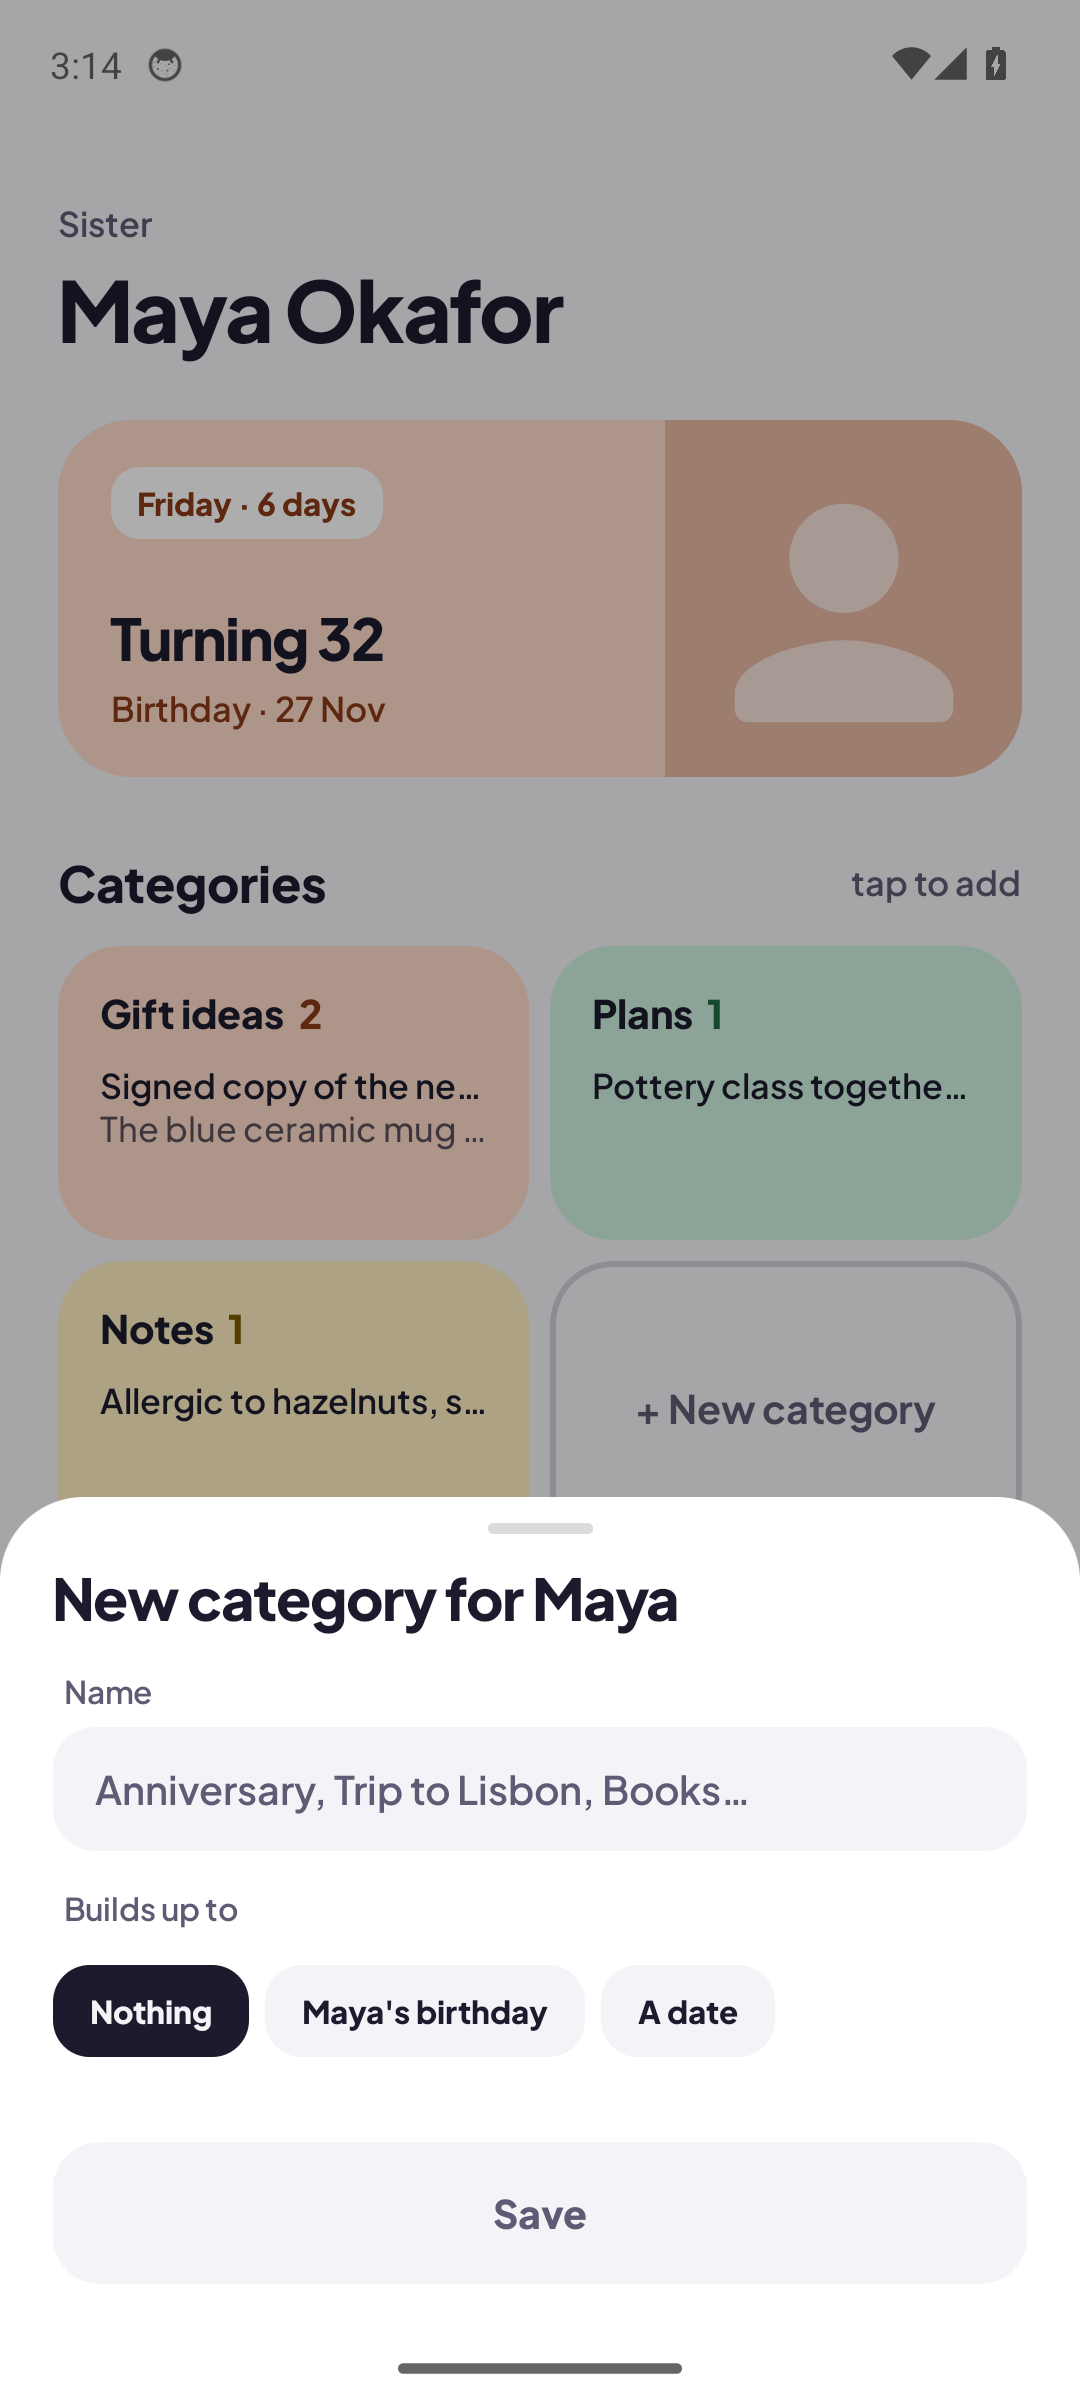 3:14
Sister
Maya Okafor
Friday · 6 days
Turning 32
Birthday · 27 Nov
Categories
tap to add
Gift ideas 2
Signed copy of the ne…
The blue ceramic mug …
Plans 1
Pottery class togethe…
Notes 1
Allergic to hazelnuts, s…
+ New category
New category for Maya
Name
Anniversary, Trip to Lisbon, Books…
Builds up to
Nothing
Maya's birthday
A date
Save